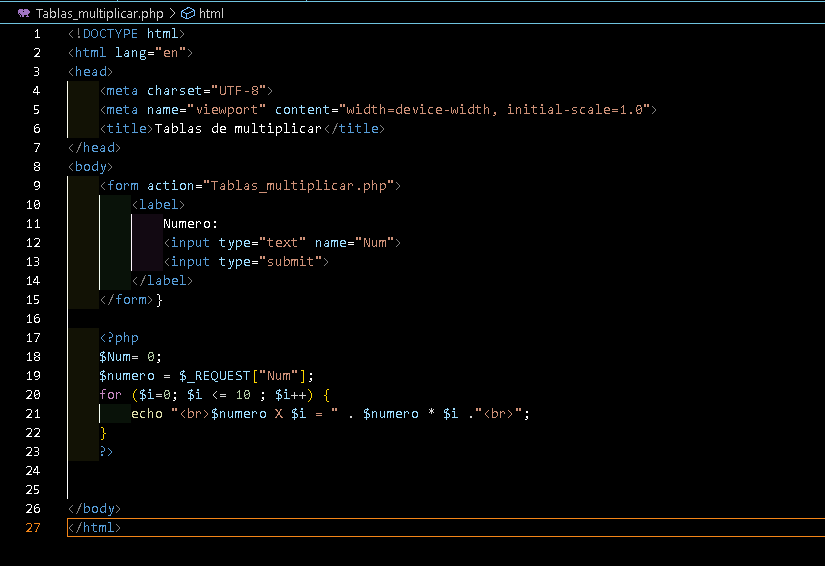 Tablas_multiplicar.php > html
1 <!DOCTYPE html>
2 <html lang="en">
3 <head>
4     <meta charset="UTF-8">
5     <meta name="viewport" content="width=device-width, initial-scale=1.0">
6     <title>Tablas de multiplicar</title>
7 </head>
8 <body>
9     <form action="Tablas_multiplicar.php">
10         <label>
11             Numero:
12             <input type="text" name="Num">
13             <input type="submit">
14         </label>
15     </form>}
16
17     <?php
18     $Num= 0;
19     $numero = $_REQUEST["Num"];
20     for ($i=0; $i <= 10 ; $i++) {
21         echo "<br>$numero X $i = " . $numero * $i ."<br>";
22     }
23     ?>
24
25
26 </body>
27 </html>